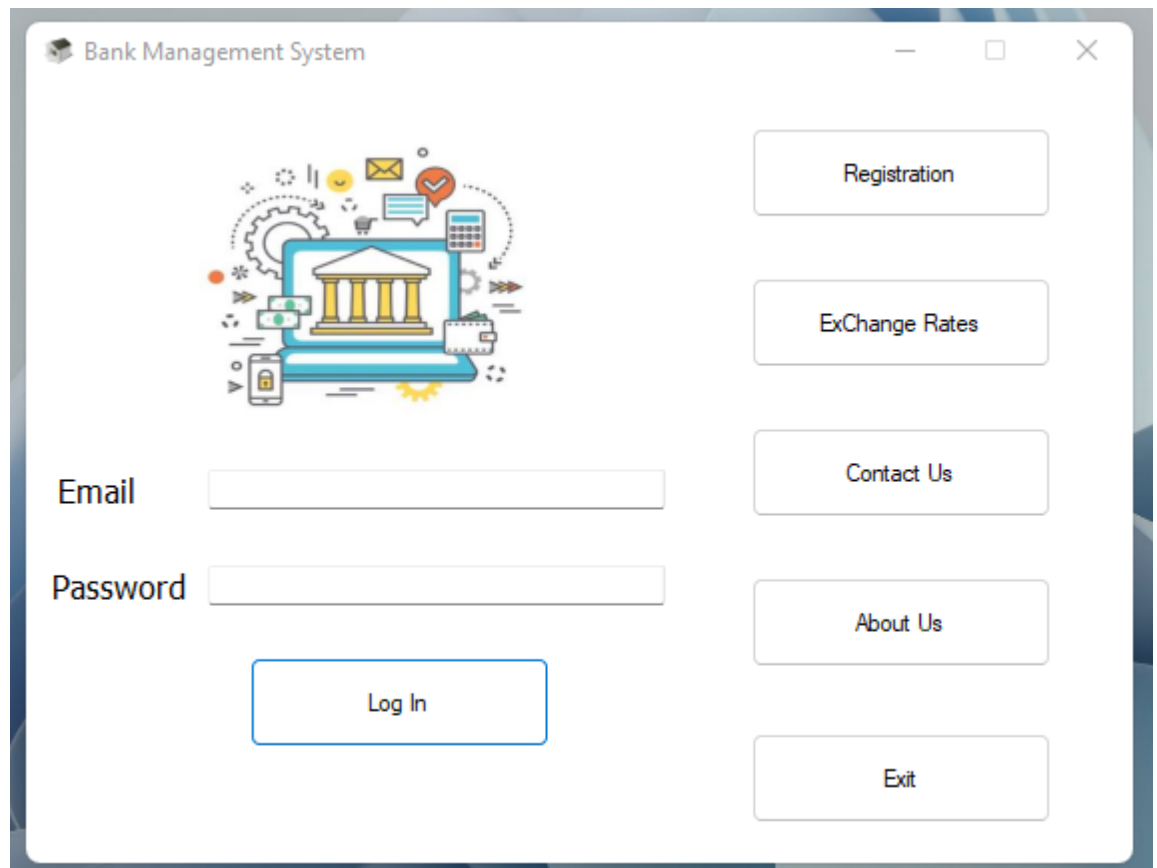 Bank Management System
Registration
ExChange Rates
Contact Us
Email
Password
About Us
Log In
Exit